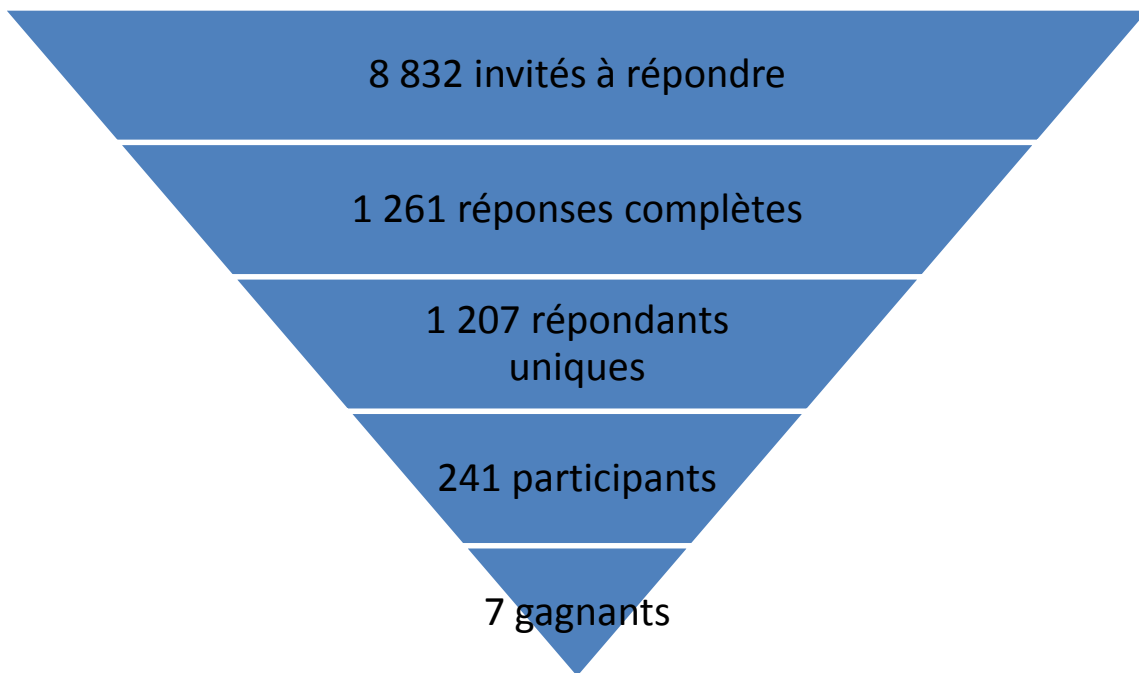 8 832 invités à répondre
1 261 réponses complètes
1 207 répondants
uniques
241 participants
7 gagnants